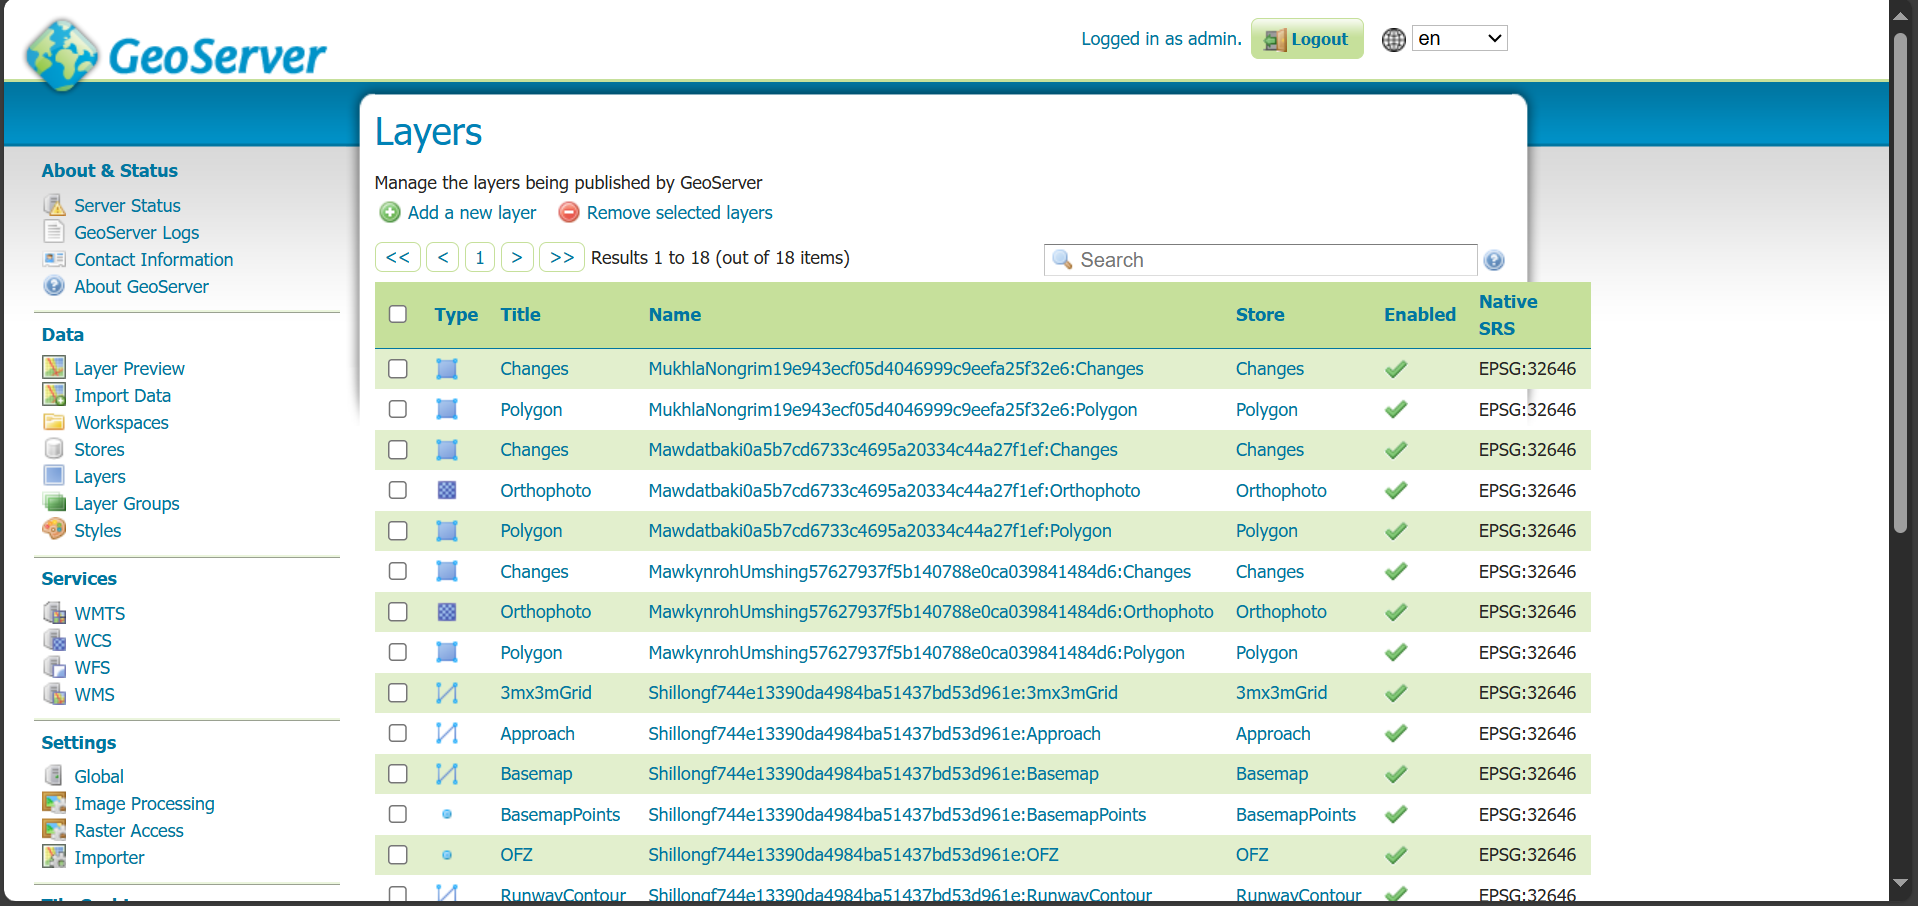 GeoServer
Logged in as admin. Logout en
Layers
Manage the layers being published by GeoServer
Add a new layer Remove selected layers
<< < 1 > >> Results 1 to 18 (out of 18 items) Search
Type Title Name Store Enabled Native SRS
Changes MukhlaNongrim19e943ecf05d4046999c9eefa25f32e6:Changes Changes EPSG:32646
Polygon MukhlaNongrim19e943ecf05d4046999c9eefa25f32e6:Polygon Polygon EPSG:32646
Changes Mawdatbaki0a5b7cd6733c4695a20334c44a27f1ef:Changes Changes EPSG:32646
Orthophoto Mawdatbaki0a5b7cd6733c4695a20334c44a27f1ef:Orthophoto Orthophoto EPSG:32646
Polygon Mawdatbaki0a5b7cd6733c4695a20334c44a27f1ef:Polygon Polygon EPSG:32646
Changes MawkynrohUmshing57627937f5b140788e0ca039841484d6:Changes Changes EPSG:32646
Orthophoto MawkynrohUmshing57627937f5b140788e0ca039841484d6:Orthophoto Orthophoto EPSG:32646
Polygon MawkynrohUmshing57627937f5b140788e0ca039841484d6:Polygon Polygon EPSG:32646
3mx3mGrid Shillongf744e13390da4984ba51437bd53d961e:3mx3mGrid 3mx3mGrid EPSG:32646
Approach Shillongf744e13390da4984ba51437bd53d961e:Approach Approach EPSG:32646
Basemap Shillongf744e13390da4984ba51437bd53d961e:Basemap Basemap EPSG:32646
BasemapPoints Shillongf744e13390da4984ba51437bd53d961e:BasemapPoints BasemapPoints EPSG:32646
OFZ Shillongf744e13390da4984ba51437bd53d961e:OFZ OFZ EPSG:32646
RunwayContour Shillongf744e13390da4984ba51437bd53d961e:RunwayContour RunwayContour EPSG:32646
About & Status
Server Status
GeoServer Logs
Contact Information
About GeoServer
Data
Layer Preview
Import Data
Workspaces
Stores
Layers
Layer Groups
Styles
Services
WMTS
WCS
WFS
WMS
Settings
Global
Image Processing
Raster Access
Importer